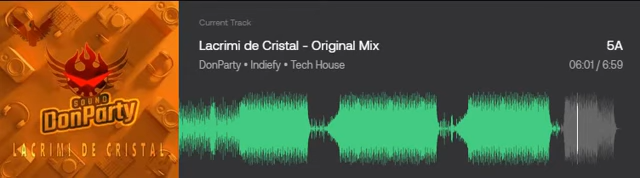 Current Track
Lacrimi de Cristal - Original Mix
5A
DonParty • Indiefy • Tech House
06:01 / 6:59
SOUND
DonParty
LACRIMI DE CRISTAL